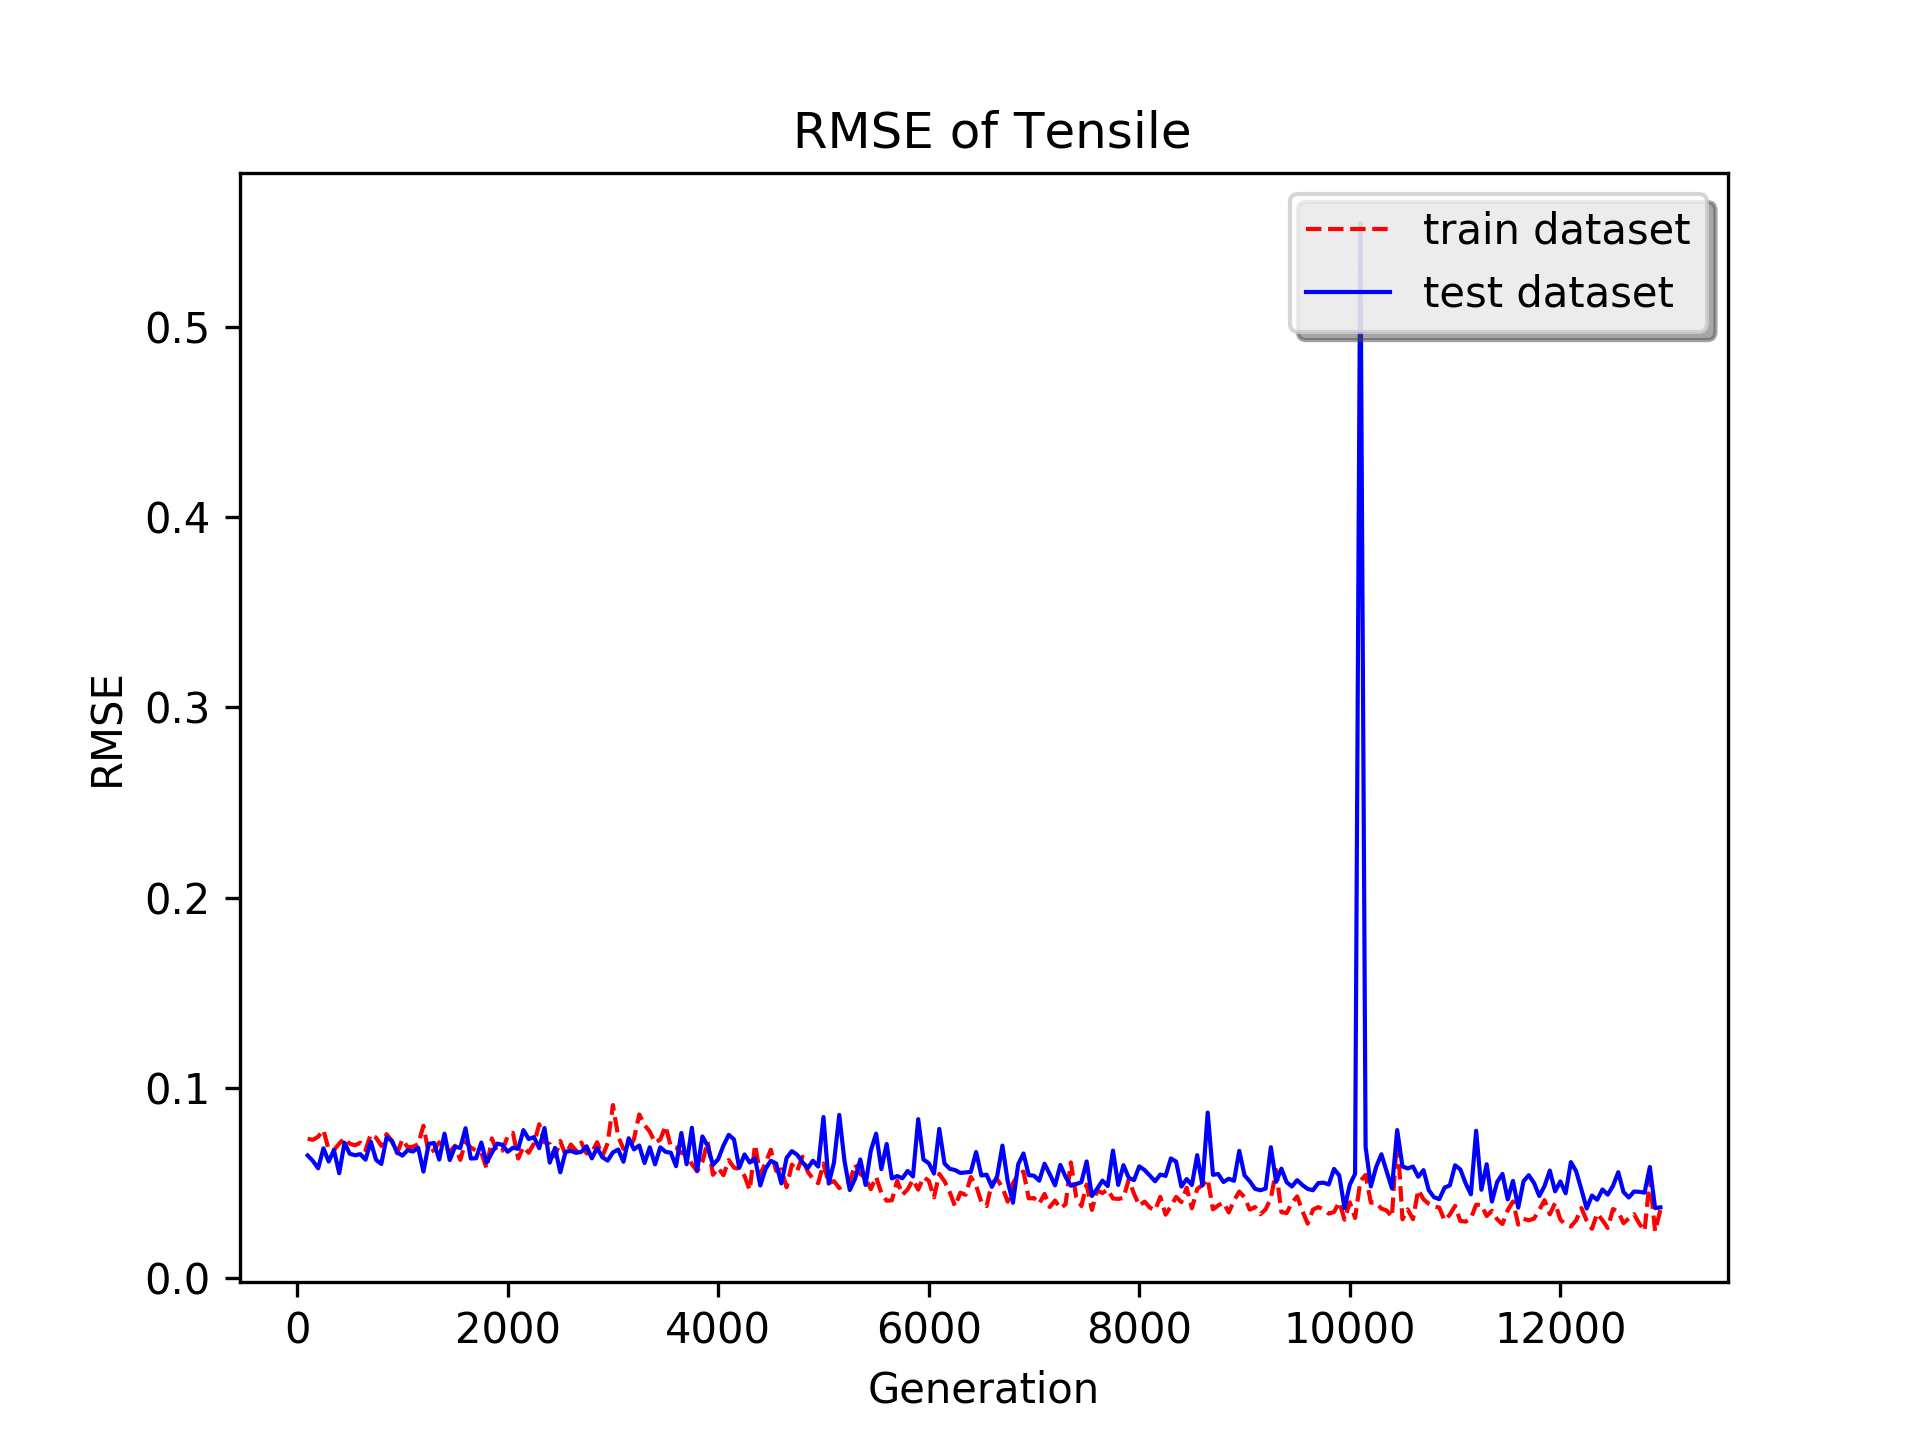 RMSE of Tensile
train dataset
test dataset
RMSE
0.5
0.4
0.3
0.2
0.1
0.0
0 2000 4000 6000 8000 10000 12000
Generation